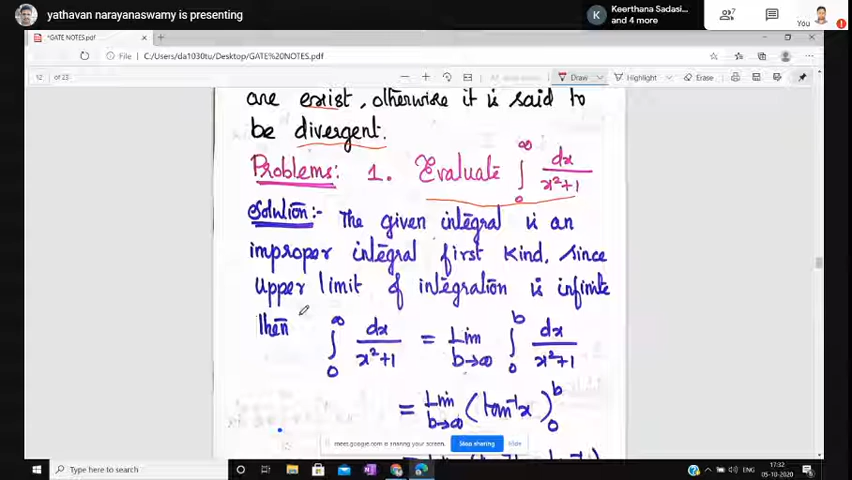 yathavan narayanaswamy is presenting
K
Keerthana Sadasi...
and 4 more
You
*GATE NOTES.pdf
File
C:/Users/da1030tu/Desktop/GATE%20NOTES.pdf
12 of 23
Draw
Highlight
Erase
are exist, otherwise it is said to
be divergent.
Problems: 1. Evaluate ∫₀^∞ dx/(x²+1)
Solution:- The given integral is an
improper integral first kind, since
upper limit of integration is infinite
then ∫₀^∞ dx/(x²+1) = Lim b→∞ ∫₀^b dx/(x²+1)
= Lim b→∞ (tan⁻¹x)₀^b
meet.google.com is sharing your screen.
Stop sharing
Hide
Type here to search
ENG
17:32
05-10-2020